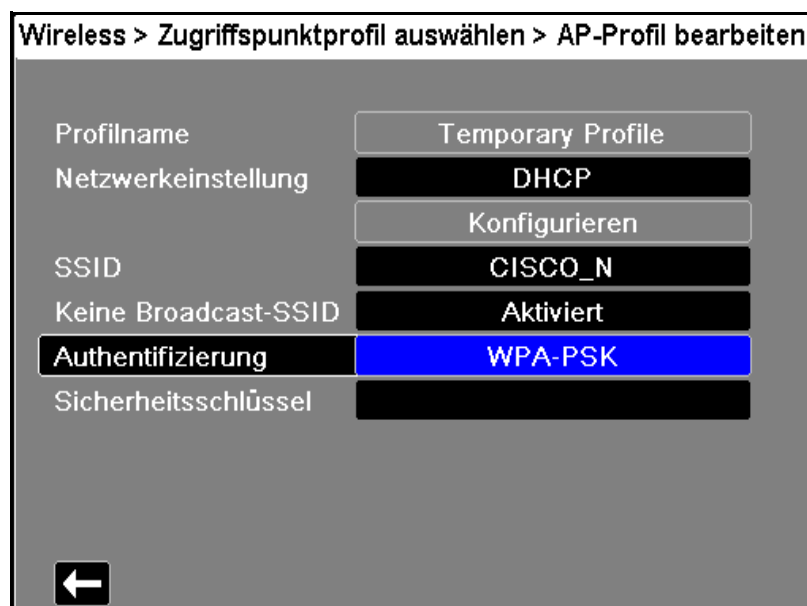 Wireless > Zugriffspunktprofil auswählen > AP-Profil bearbeiten
Profilname Temporary Profile
Netzwerkeinstellung DHCP
Konfigurieren
SSID CISCO_N
Keine Broadcast-SSID Aktiviert
Authentifizierung WPA-PSK
Sicherheitsschlüssel